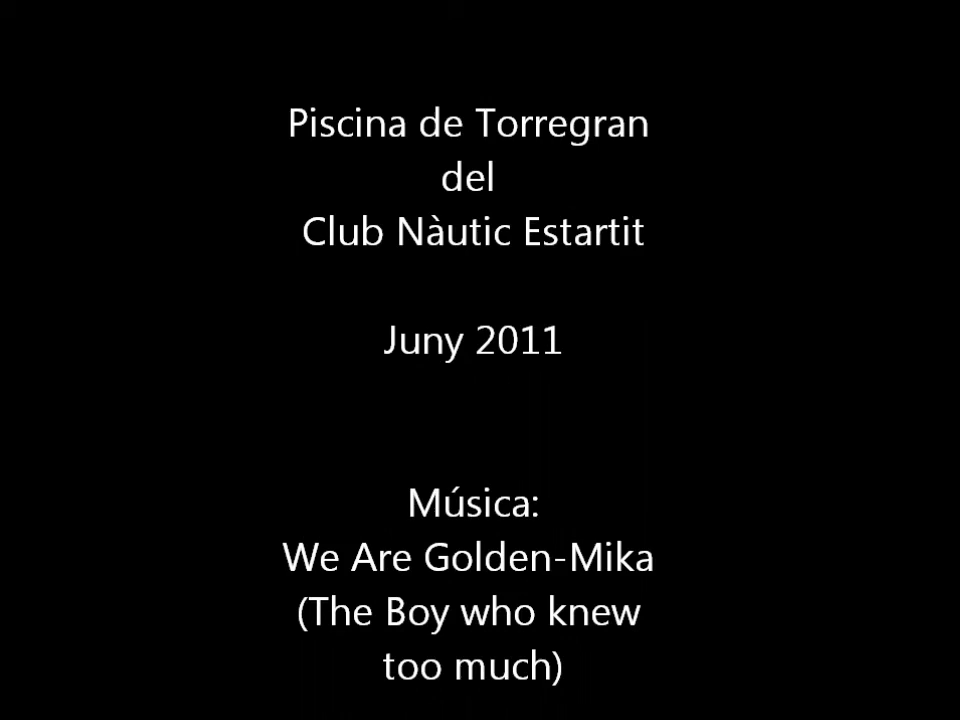 Piscina de Torregran
del
Club Nàutic Estartit
Juny 2011
Música:
We Are Golden-Mika
(The Boy who knew
too much)